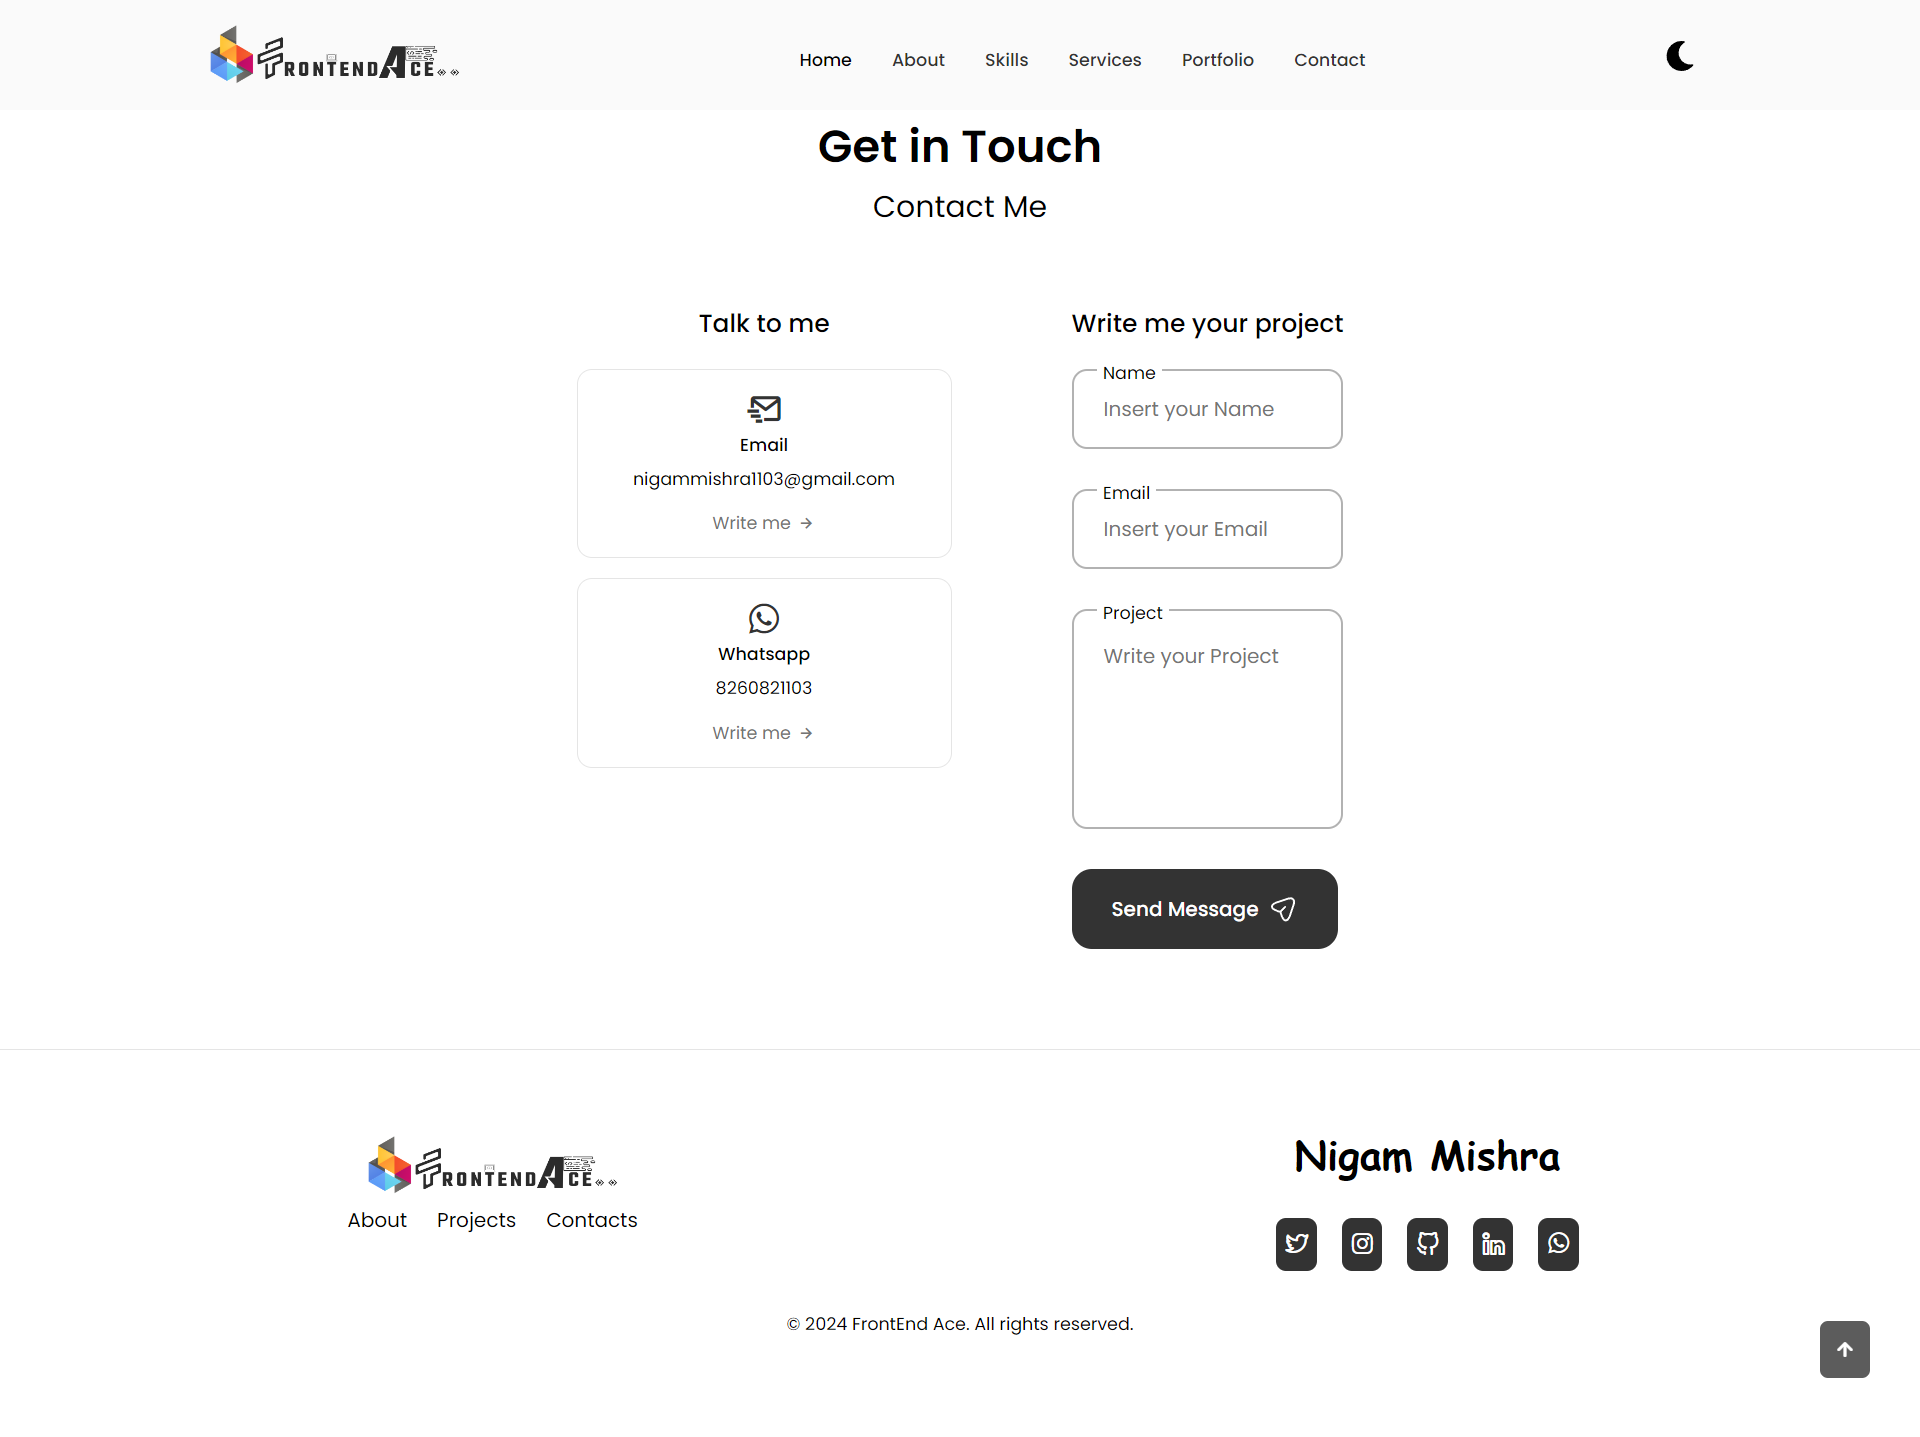 FRONTENDACE
Home About Skills Services Portfolio Contact
Get in Touch
Contact Me
Talk to me
Email
nigammishra1103@gmail.com
Write me
Whatsapp
8260821103
Write me
Write me your project
Name
Insert your Name
Email
Insert your Email
Project
Write your Project
Send Message
FRONTENDACE
About Projects Contacts
Nigam Mishra
© 2024 FrontEnd Ace. All rights reserved.